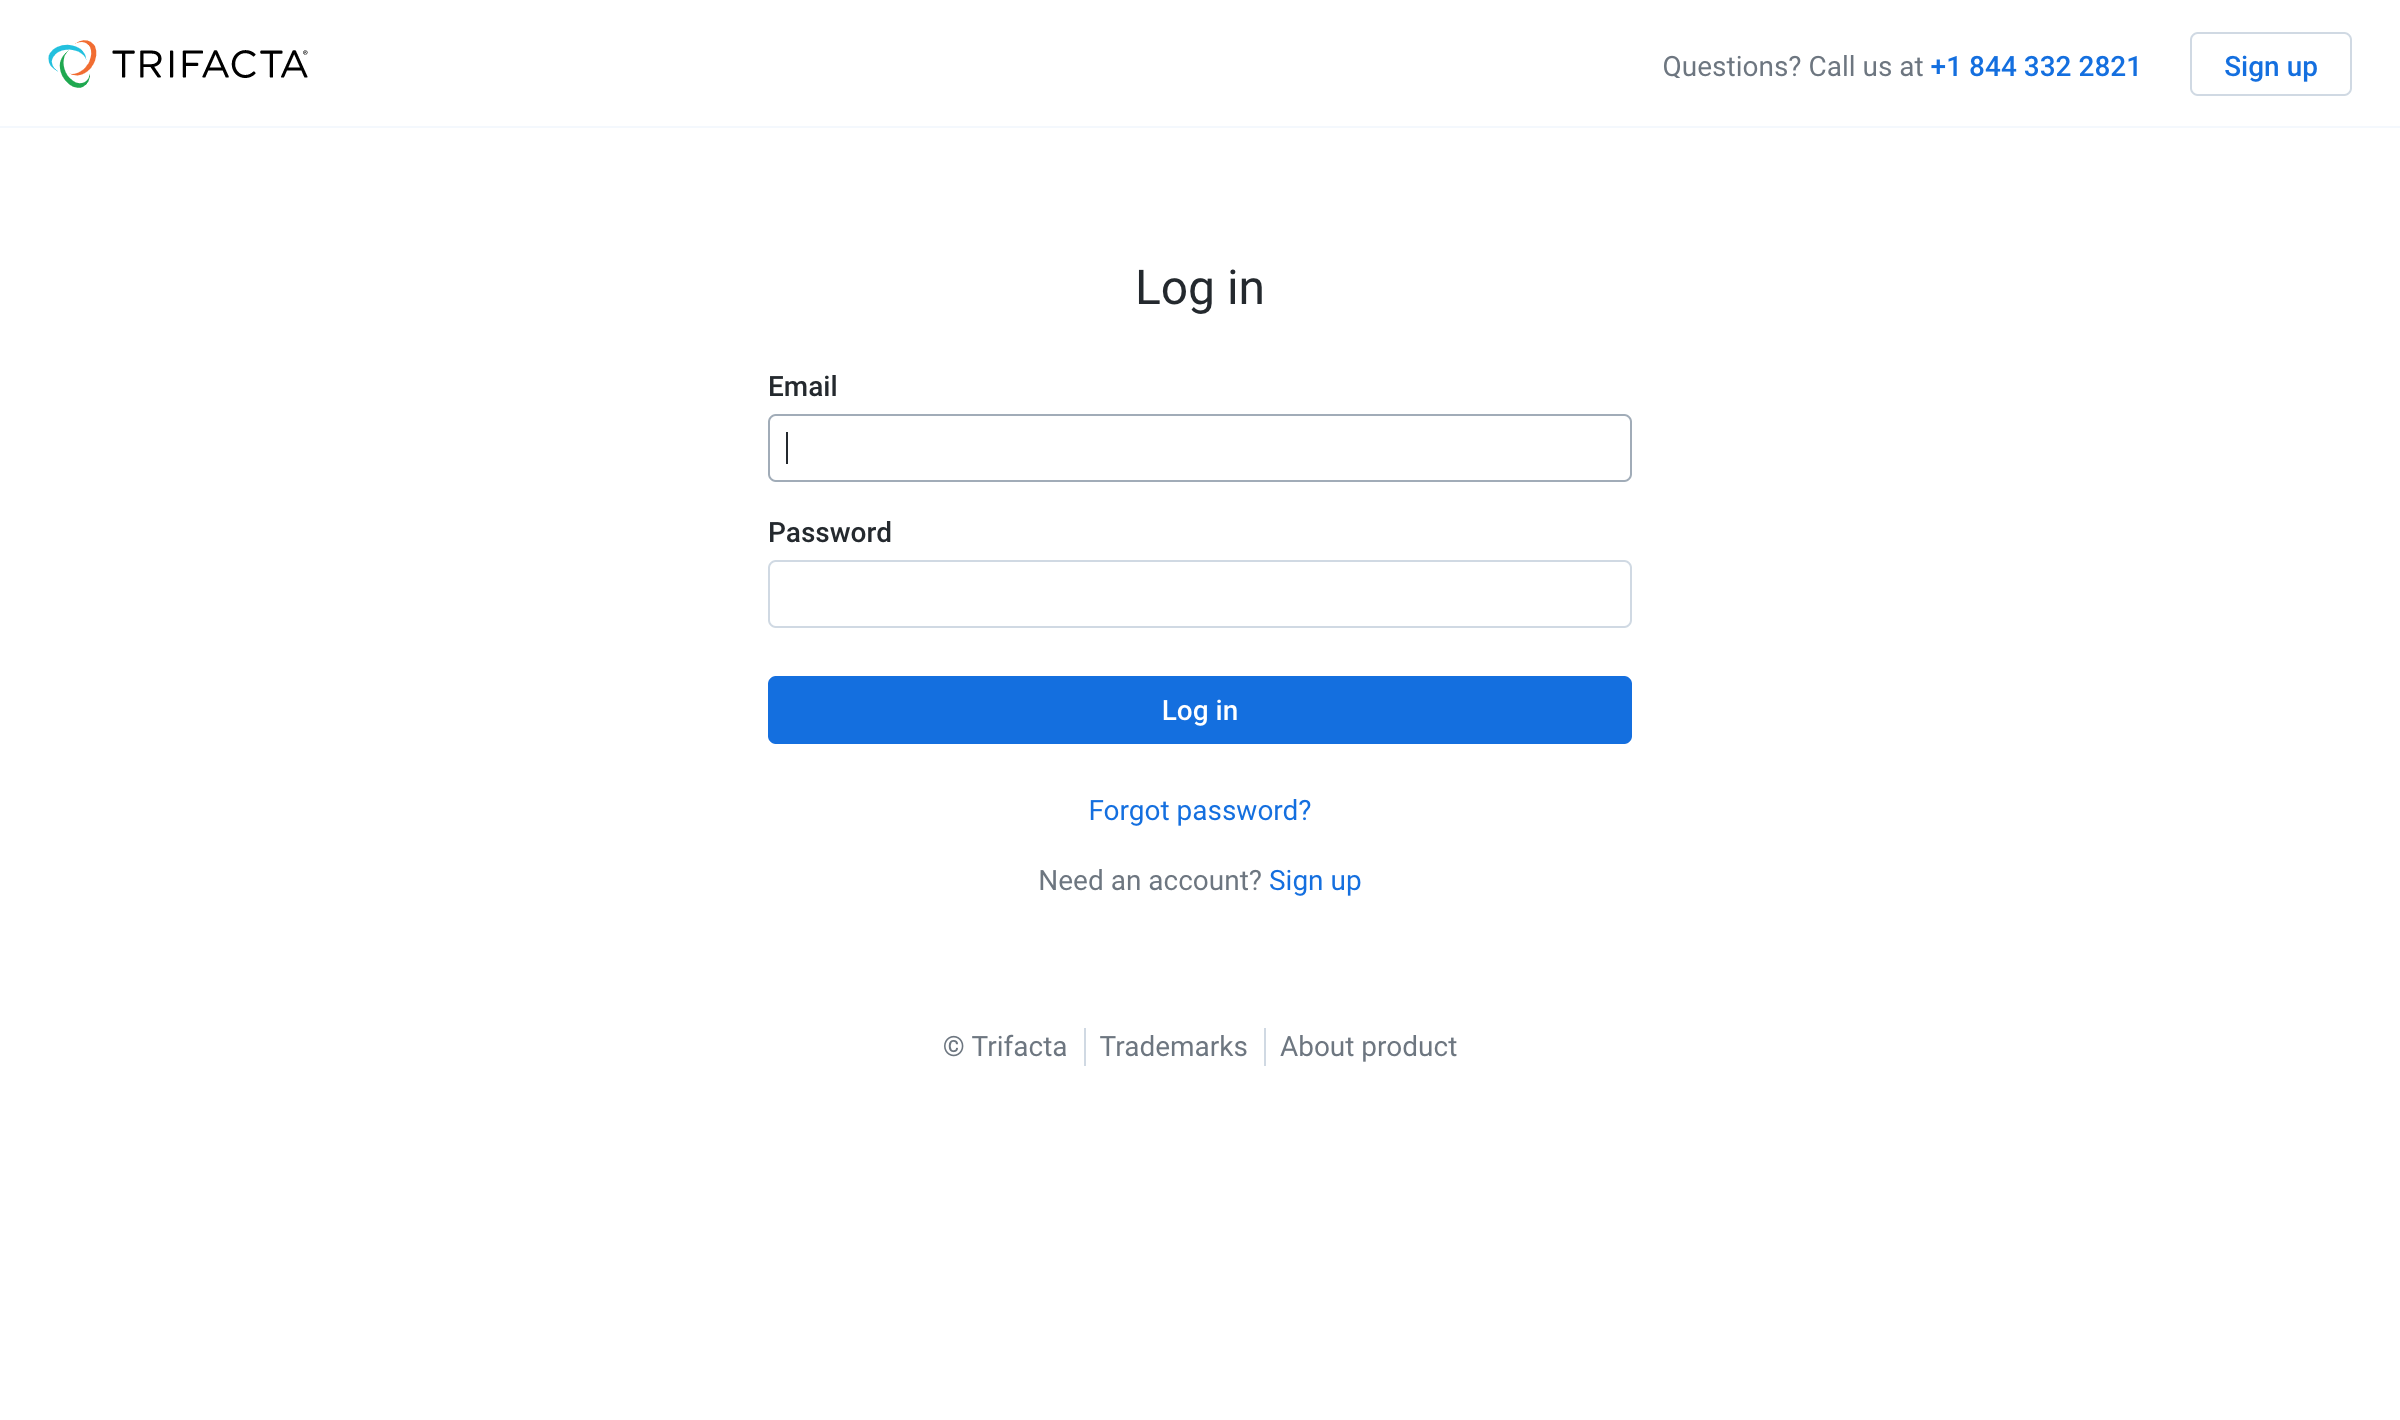 TRIFACTA®
Questions? Call us at +1 844 332 2821
Sign up
Log in
Email
Password
Log in
Forgot password?
Need an account? Sign up
© Trifacta
Trademarks
About product